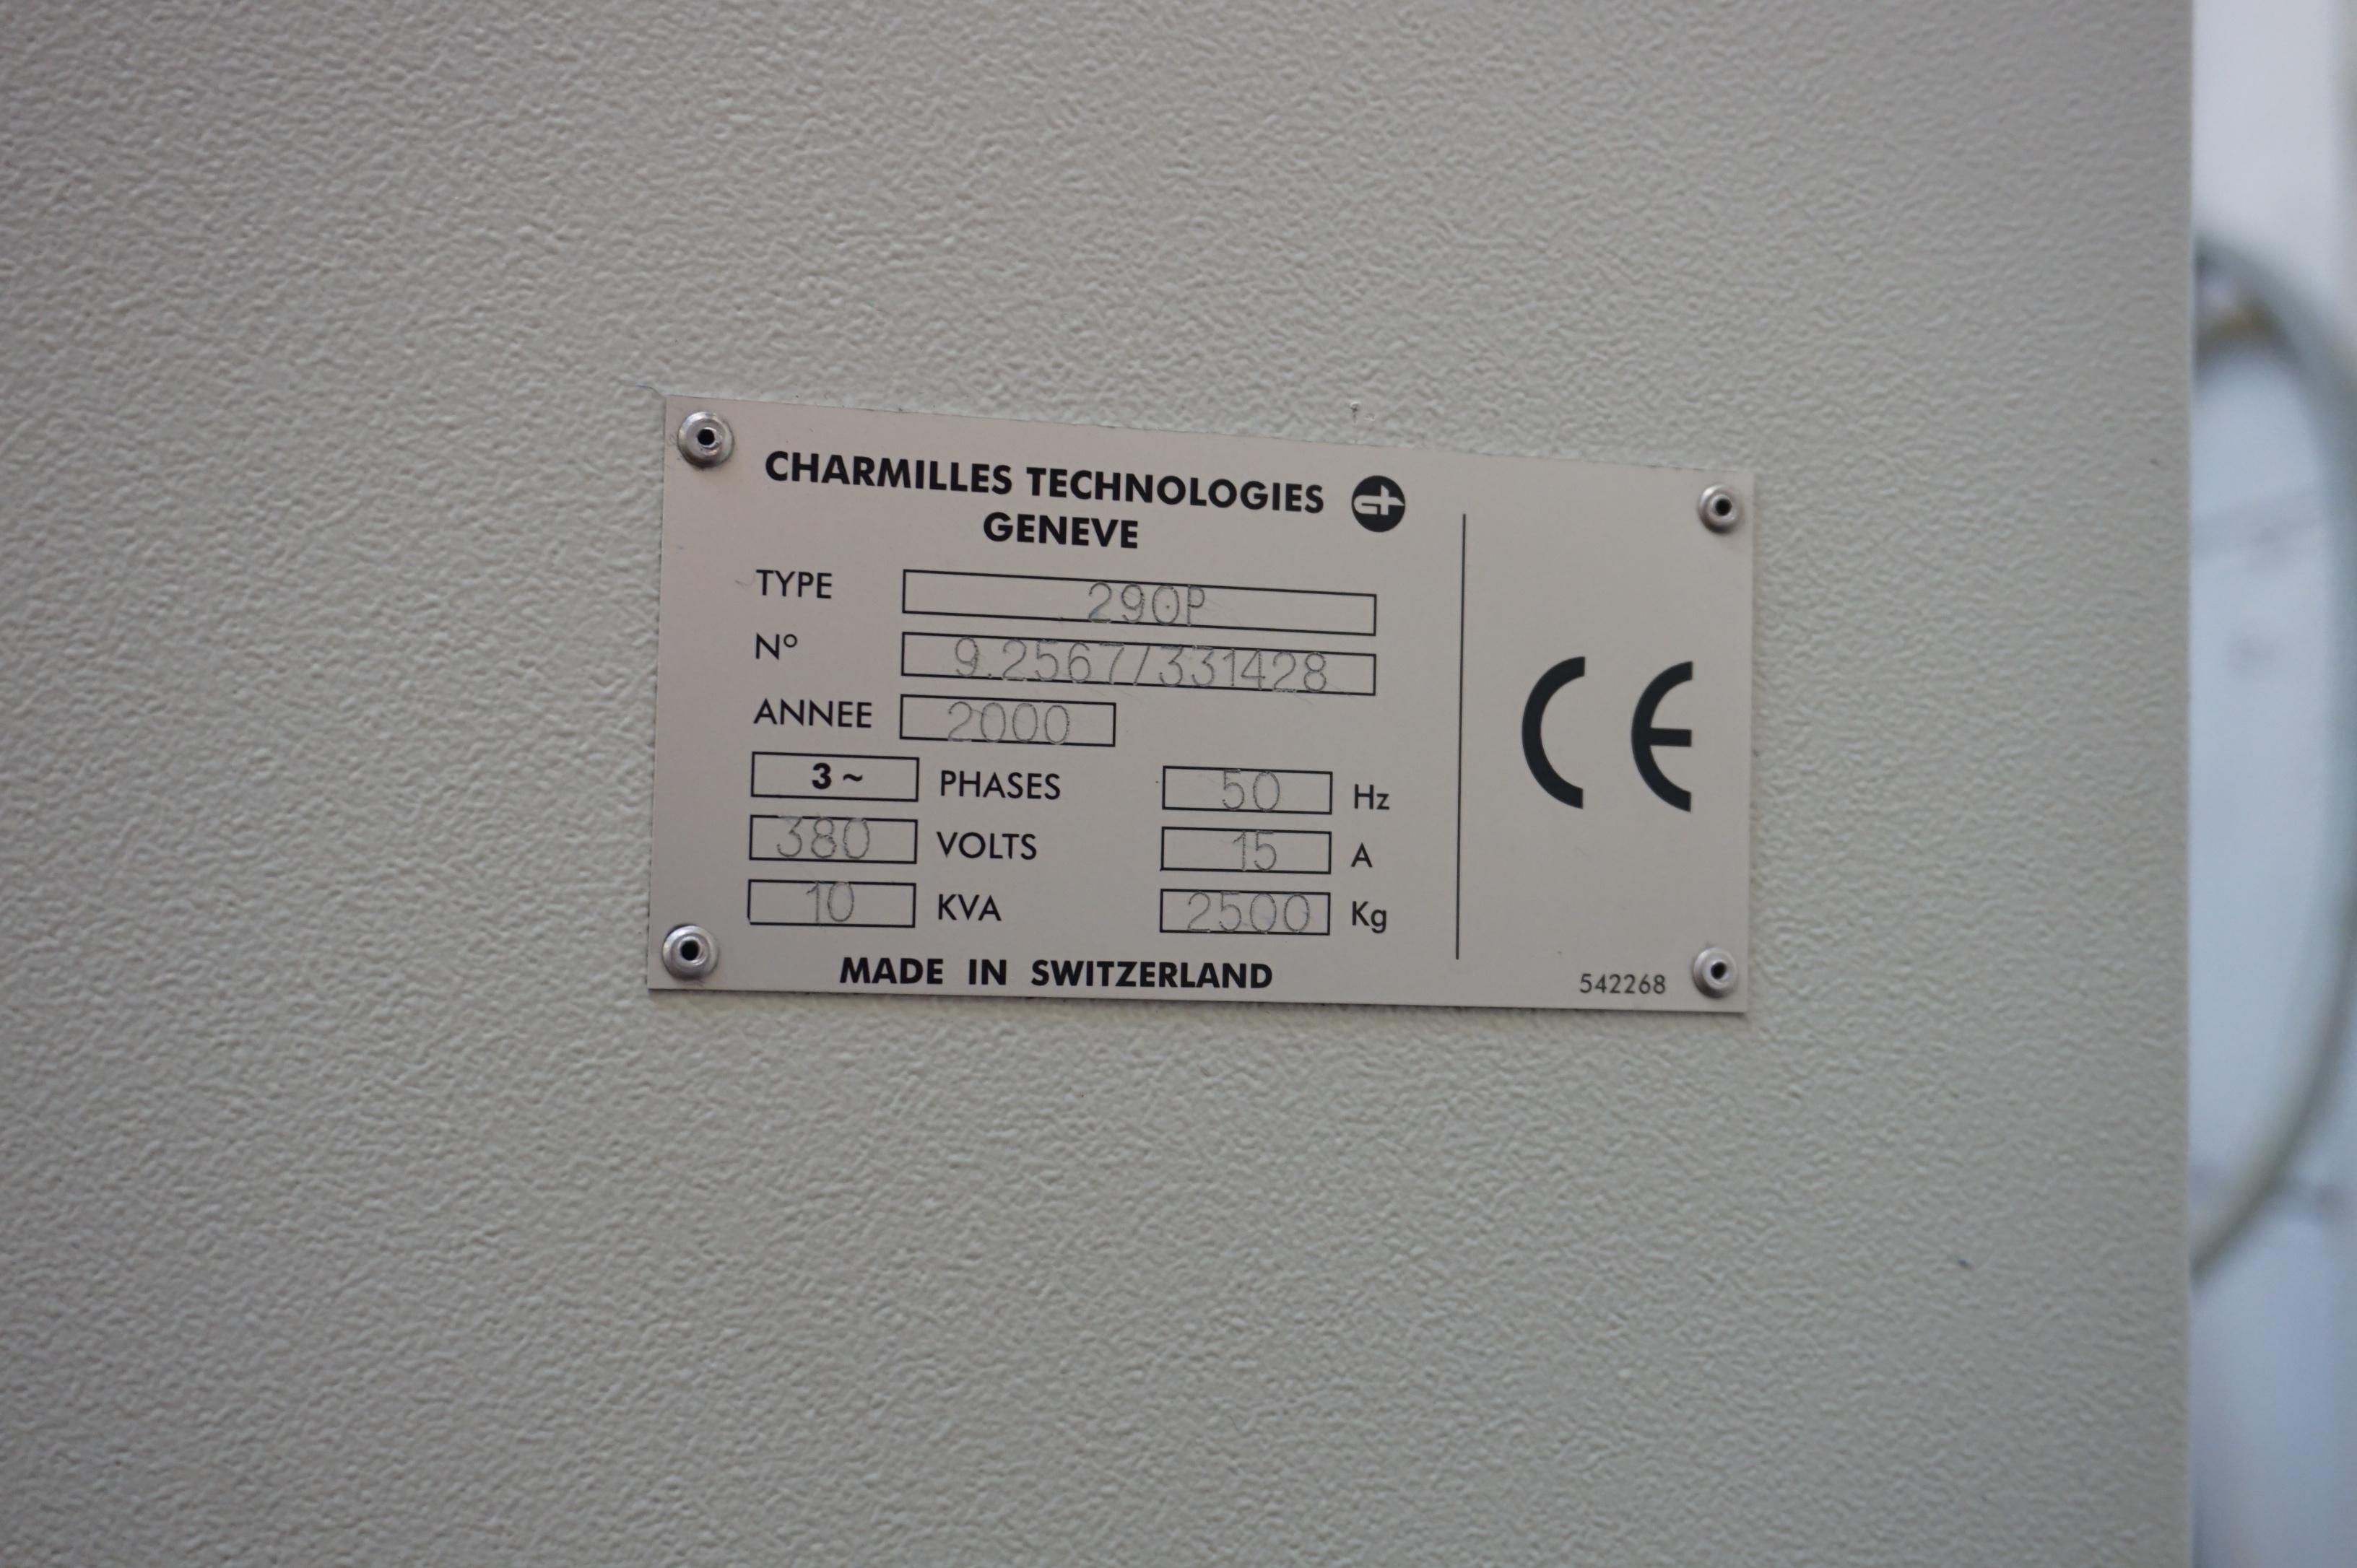 CHARMILLES TECHNOLOGIES
GENEVE
TYPE 290P
N° 9.2567/331428
ANNEE 2000
3~ PHASES 50 Hz
380 VOLTS 15 A
10 KVA 2500 Kg
MADE IN SWITZERLAND
CE
542268